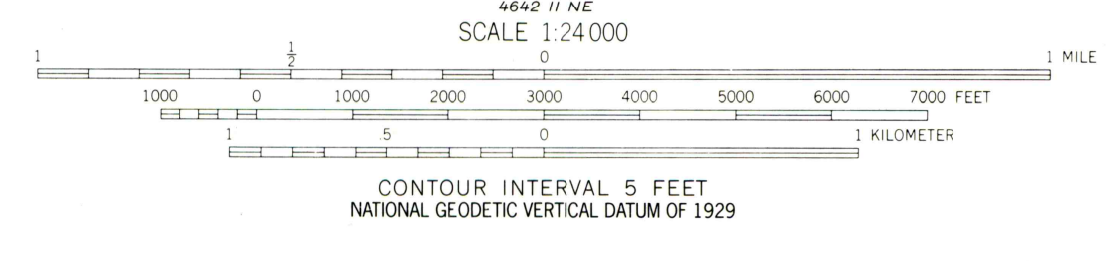 4642 II NE
SCALE 1:24 000
1 1/2 0 1 MILE
1000 0 1000 2000 3000 4000 5000 6000 7000 FEET
1 .5 0 1 KILOMETER
CONTOUR INTERVAL 5 FEET
NATIONAL GEODETIC VERTICAL DATUM OF 1929